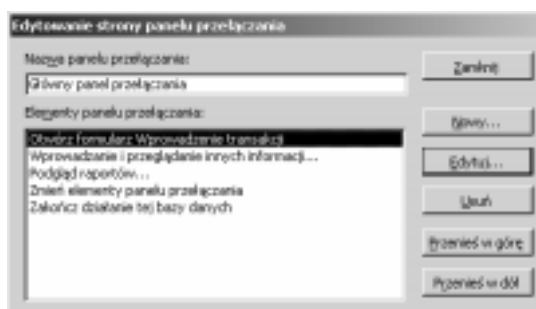 Edytowanie strony panelu przełączania
Nazwa panelu przełączania:
Główny panel przełączania
Zamknij
Elementy panelu przełączania:
Otwórz formularz Wprowadzenie transakcji
Wprowadzanie i przeglądanie innych informacji...
Podgląd raportów...
Zmień elementy panelu przełączania
Zakończ działanie tej bazy danych
Nowy...
Edytuj...
Usuń
Przenieś w górę
Przenieś w dół